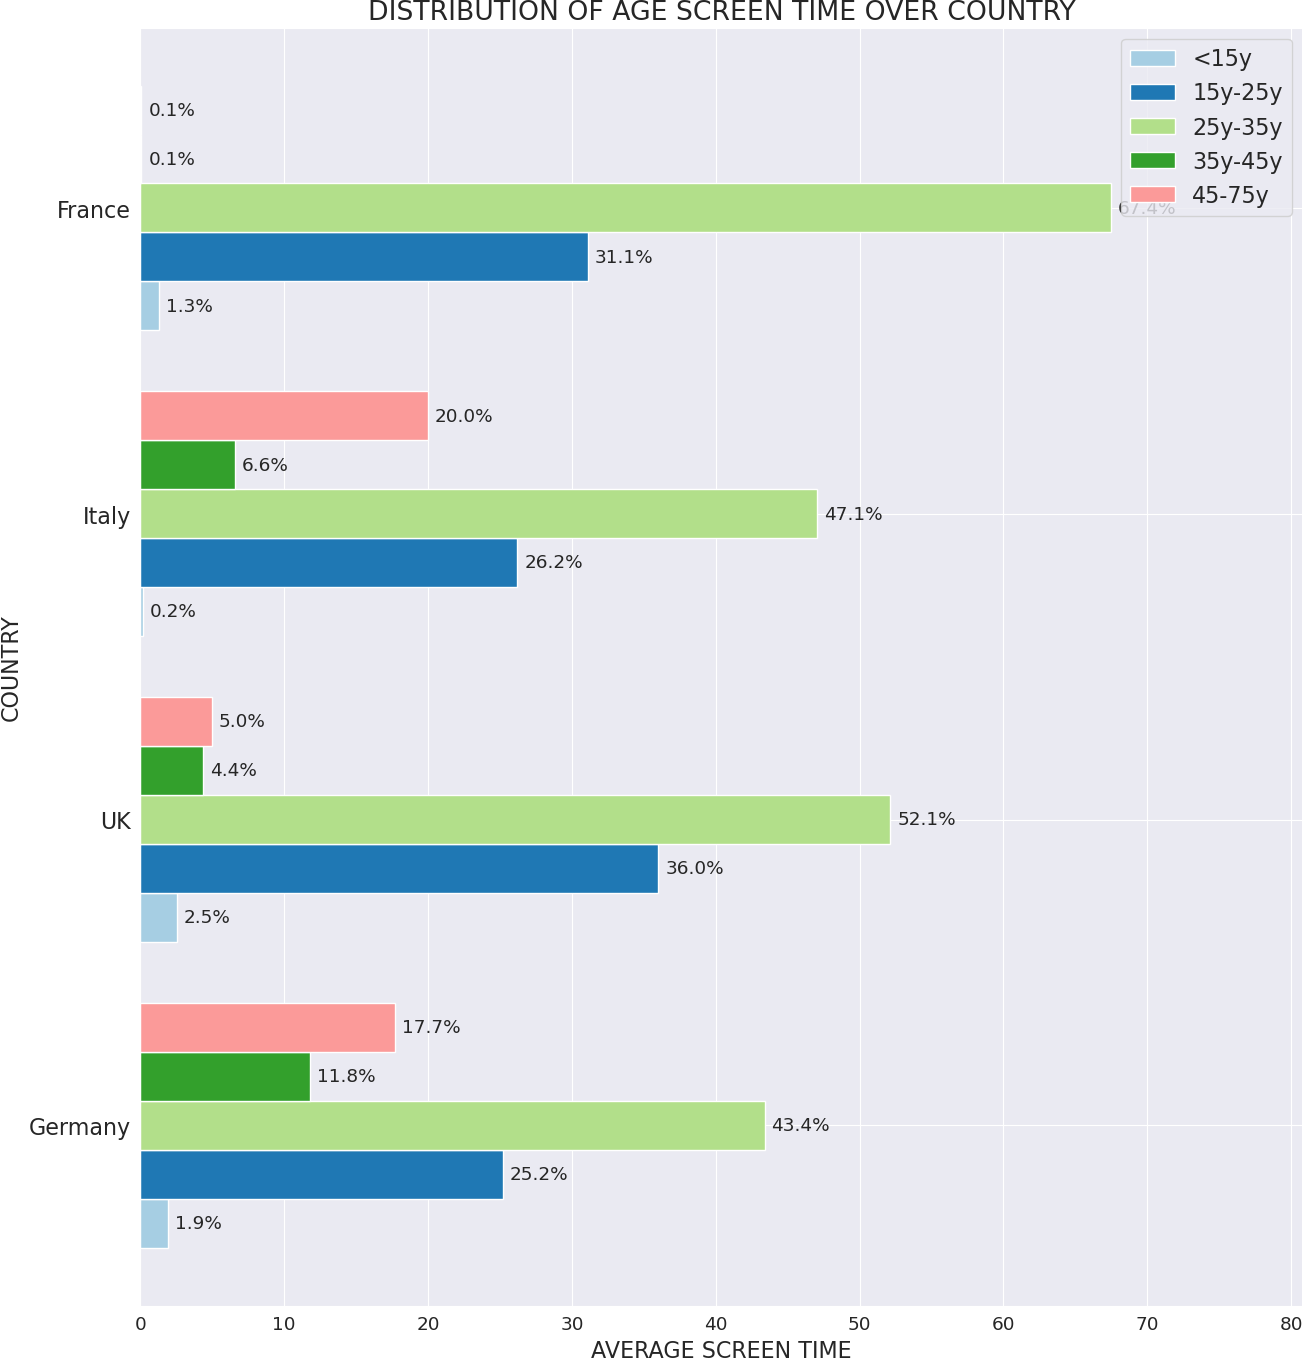 DISTRIBUTION OF AGE SCREEN TIME OVER COUNTRY
<15y
15y-25y
25y-35y
35y-45y
45-75y
0.1%
0.1%
France
67.4%
31.1%
1.3%
20.0%
6.6%
Italy
47.1%
26.2%
0.2%
COUNTRY
5.0%
4.4%
UK
52.1%
36.0%
2.5%
17.7%
11.8%
Germany
43.4%
25.2%
1.9%
0 10 20 30 40 50 60 70 80
AVERAGE SCREEN TIME